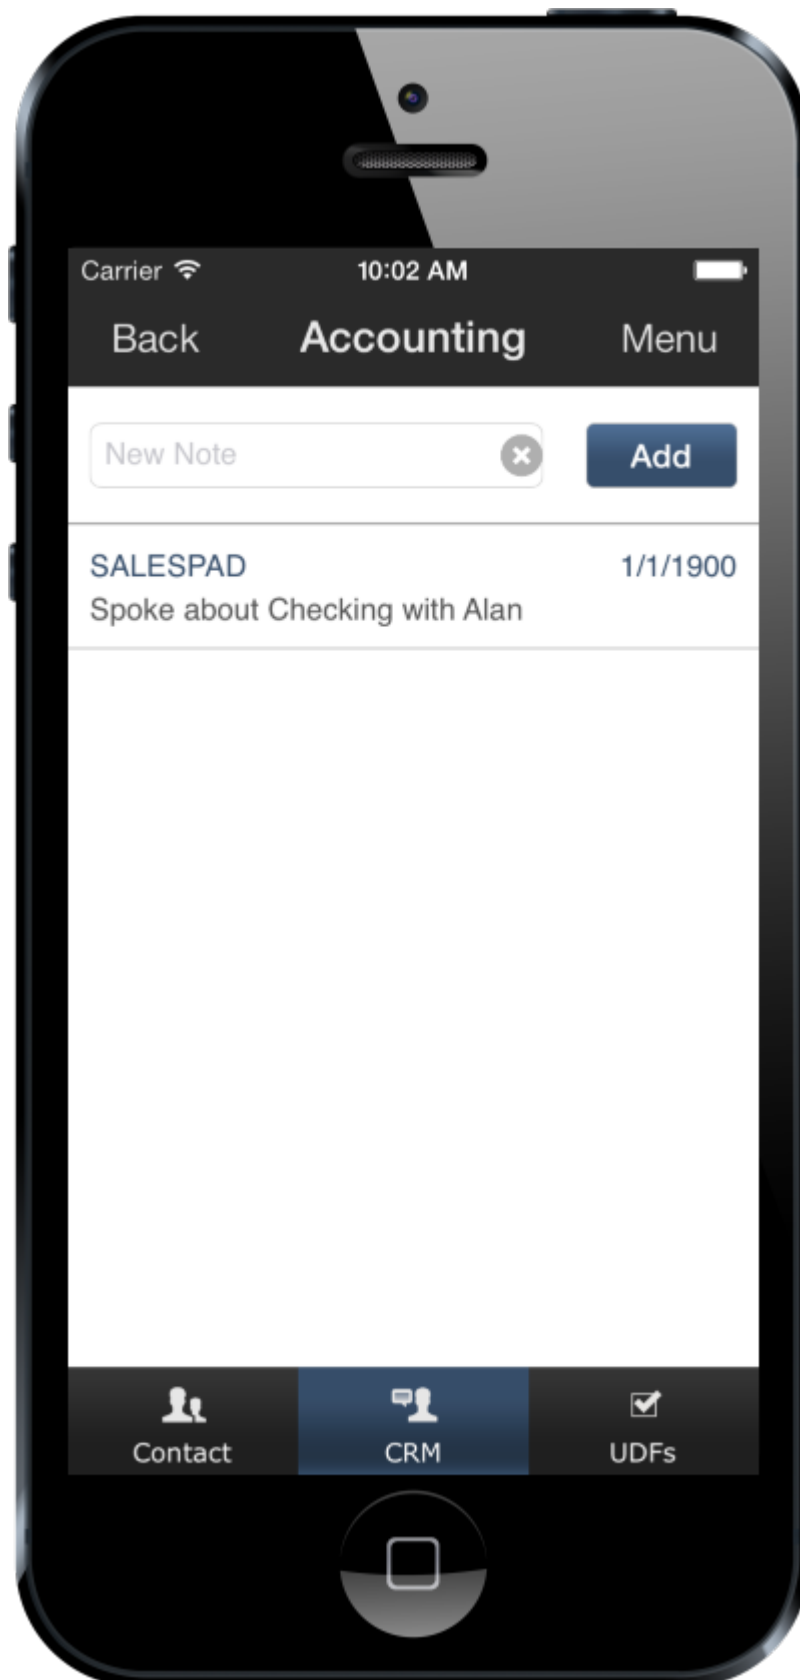 Carrier 10:02 AM
Back Accounting Menu
New Note Add
SALESPAD 1/1/1900
Spoke about Checking with Alan
Contact CRM UDFs